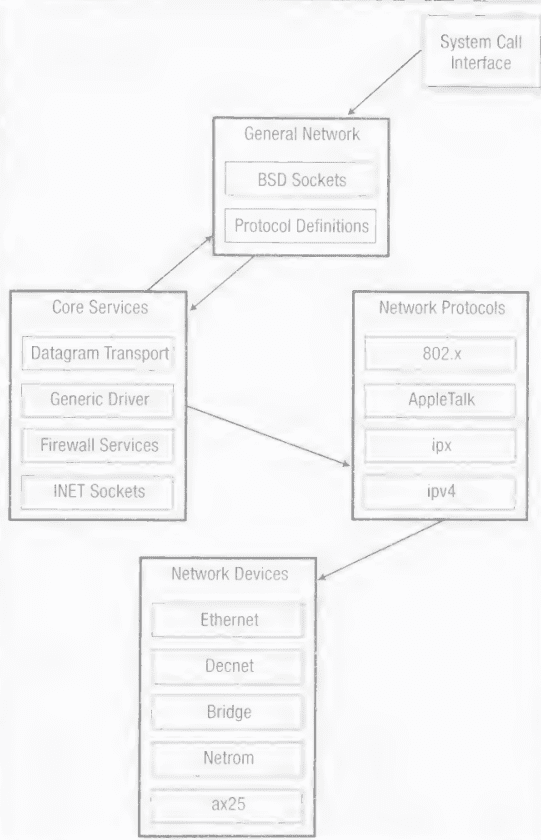 System Call
Interface
General Network
BSD Sockets
Protocol Definitions
Core Services
Datagram Transport
Generic Driver
Firewall Services
INET Sockets
Network Protocols
802.x
AppleTalk
ipx
ipv4
Network Devices
Ethernet
Decnet
Bridge
Netrom
ax25